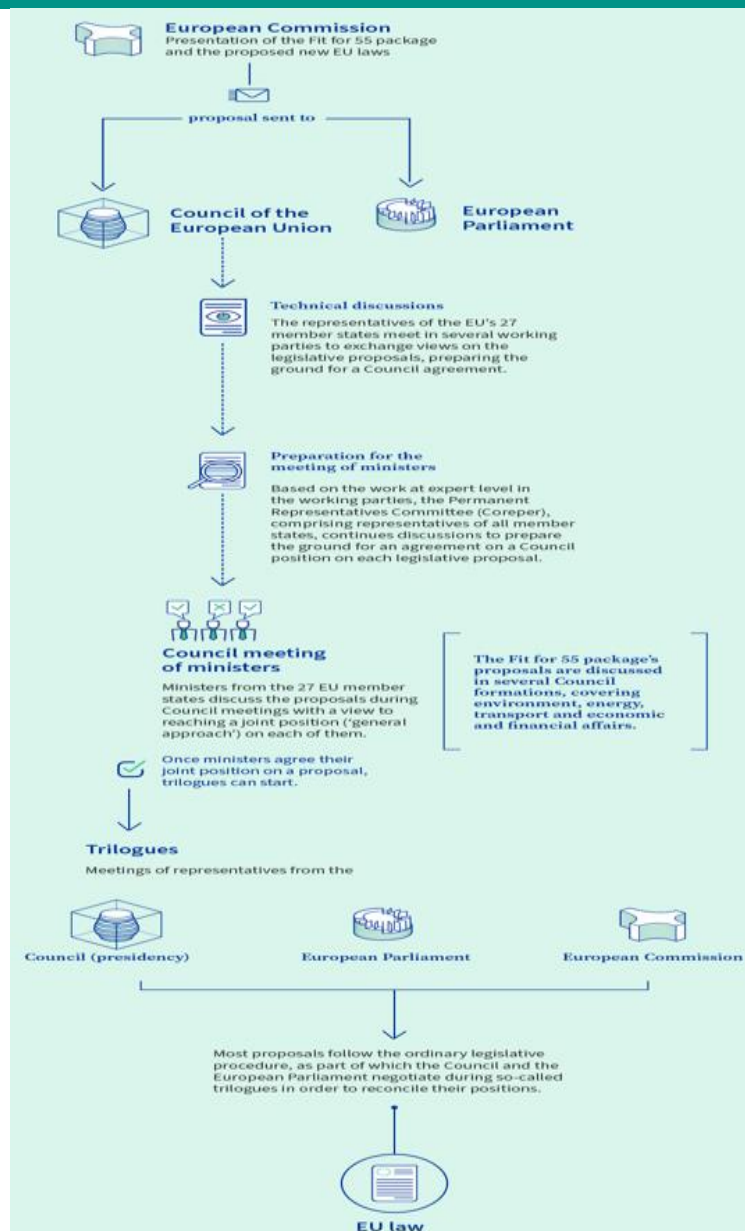 European Commission
Presentation of the Fit for 55 package
and the proposed new EU laws
proposal sent to
Council of the
European Union
European
Parliament
Technical discussions
The representatives of the EU's 27
member states meet in several working
parties to exchange views on the
legislative proposals, preparing the
ground for a Council agreement.
Preparation for the
meeting of ministers
Based on the work at expert level in
the working parties, the Permanent
Representatives Committee (Coreper),
comprising representatives of all member
states, continues discussions to prepare
the ground for an agreement on a Council
position on each legislative proposal.
Council meeting
of ministers
Ministers from the 27 EU member
states discuss the proposals during
Council meetings with a view to
reaching a joint position (‘general
approach’) on each of them.
The Fit for 55 package's
proposals are discussed
in several Council
formations, covering
environment, energy,
transport and economic
and financial affairs.
Once ministers agree their
joint position on a proposal,
trilogues can start.
Trilogues
Meetings of representatives from the
Council (presidency)
European Parliament
European Commission
Most proposals follow the ordinary legislative
procedure, as part of which the Council and the
European Parliament negotiate during so-called
trilogues in order to reconcile their positions.
EU law